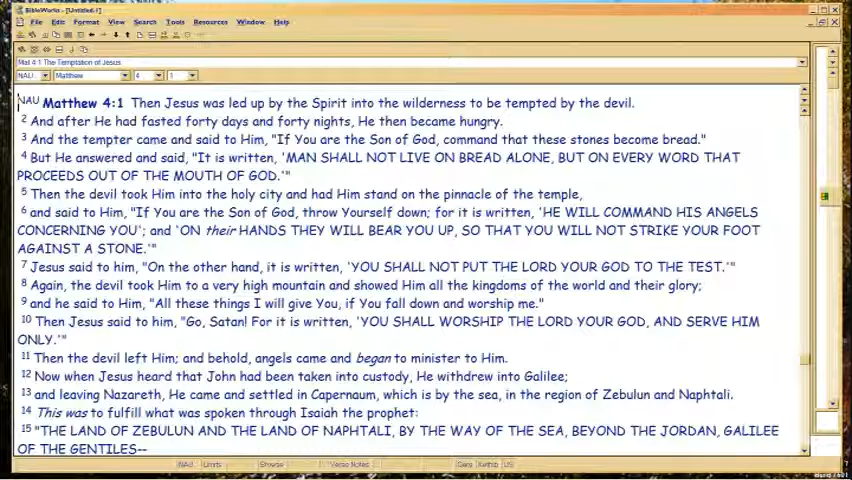 BibleWorks - [Untitled-1]
File Edit Format View Search Tools Resources Window Help
Mat 4:1 The Temptation of Jesus
NAU Matthew 4 1
NAU Matthew 4:1 Then Jesus was led up by the Spirit into the wilderness to be tempted by the devil.
2 And after He had fasted forty days and forty nights, He then became hungry.
3 And the tempter came and said to Him, "If You are the Son of God, command that these stones become bread."
4 But He answered and said, "It is written, 'MAN SHALL NOT LIVE ON BREAD ALONE, BUT ON EVERY WORD THAT
PROCEEDS OUT OF THE MOUTH OF GOD.'"
5 Then the devil took Him into the holy city and had Him stand on the pinnacle of the temple,
6 and said to Him, "If You are the Son of God, throw Yourself down; for it is written, 'HE WILL COMMAND HIS ANGELS
CONCERNING YOU'; and 'ON their HANDS THEY WILL BEAR YOU UP, SO THAT YOU WILL NOT STRIKE YOUR FOOT
AGAINST A STONE.'"
7 Jesus said to him, "On the other hand, it is written, 'YOU SHALL NOT PUT THE LORD YOUR GOD TO THE TEST.'"
8 Again, the devil took Him to a very high mountain and showed Him all the kingdoms of the world and their glory;
9 and he said to Him, "All these things I will give You, if You fall down and worship me."
10 Then Jesus said to him, "Go, Satan! For it is written, 'YOU SHALL WORSHIP THE LORD YOUR GOD, AND SERVE HIM
ONLY.'"
11 Then the devil left Him; and behold, angels came and began to minister to Him.
12 Now when Jesus heard that John had been taken into custody, He withdrew into Galilee;
13 and leaving Nazareth, He came and settled in Capernaum, which is by the sea, in the region of Zebulun and Naphtali.
14 This was to fulfill what was spoken through Isaiah the prophet:
15 "THE LAND OF ZEBULUN AND THE LAND OF NAPHTALI, BY THE WAY OF THE SEA, BEYOND THE JORDAN, GALILEE
OF THE GENTILES--
NAU Limits Browse Verse Notes US